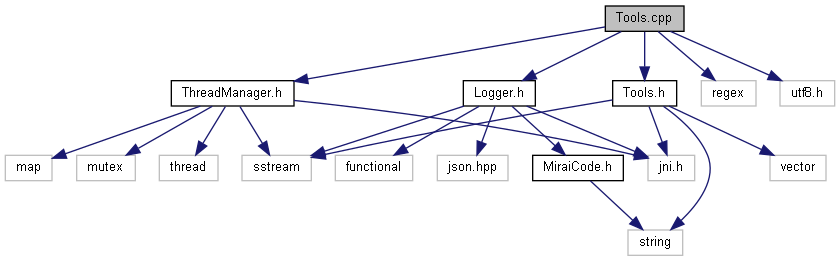 Tools.cpp
ThreadManager.h
Logger.h
Tools.h
regex
utf8.h
map
mutex
thread
sstream
functional
json.hpp
MiraiCode.h
jni.h
vector
string